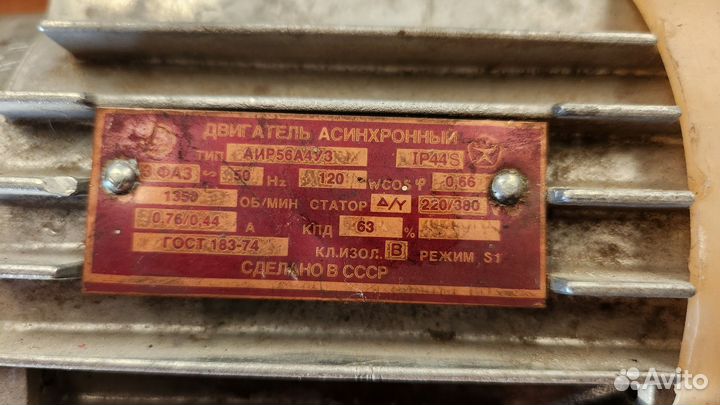 ДВИГАТЕЛЬ АСИНХРОННЫЙ
ТИП АИР56А4У3 IP44S
3 ФАЗ ~ 50 Hz 120 W COS φ 0,66
1350 ОБ/МИН СТАТОР Δ/Y 220/380 V
0.76/0,44 А КПД 63 %
ГОСТ 183-74 КЛ.ИЗОЛ. В РЕЖИМ S1
СДЕЛАНО В СССР
Avito